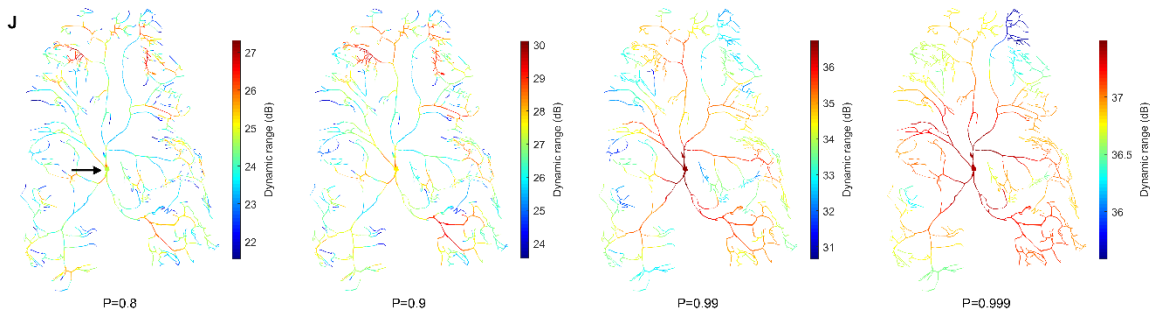 J
27
26
25
24
23
22
Dynamic range (dB)
P=0.8
30
29
28
27
26
25
24
Dynamic range (dB)
P=0.9
36
35
34
33
32
31
Dynamic range (dB)
P=0.99
37
36.5
36
Dynamic range (dB)
P=0.999